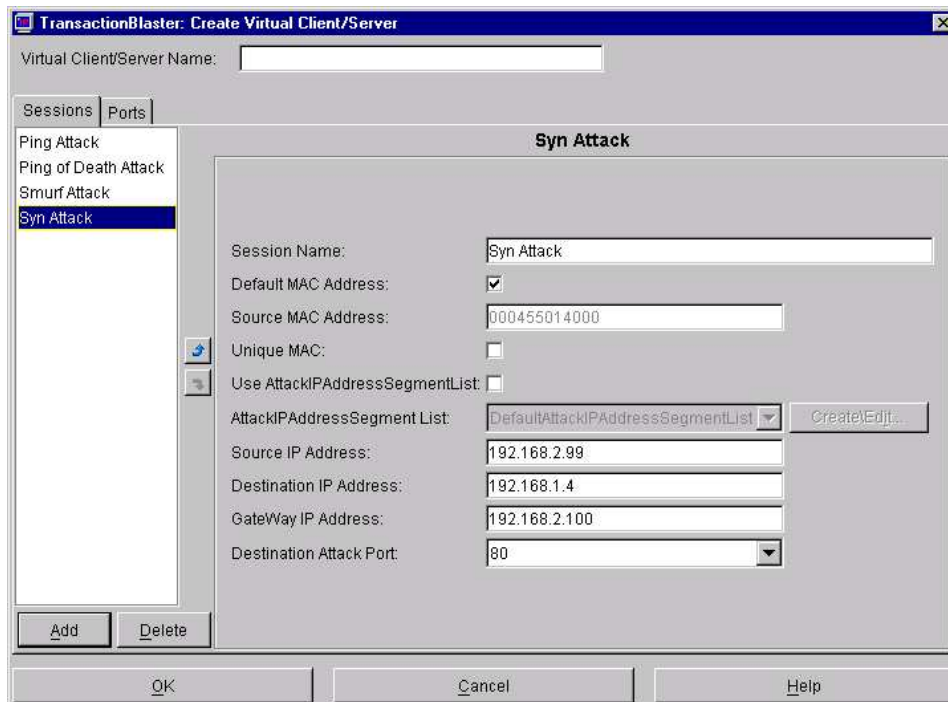 TransactionBlaster: Create Virtual Client/Server
Virtual Client/Server Name:
Sessions Ports
Ping Attack
Ping of Death Attack
Smurf Attack
Syn Attack
Syn Attack
Session Name: Syn Attack
Default MAC Address:
Source MAC Address: 000455014000
Unique MAC:
Use AttackIPAddressSegmentList:
AttackIPAddressSegment List: DefaultAttackIPAddressSegmentList Create\Edit...
Source IP Address: 192.168.2.99
Destination IP Address: 192.168.1.4
GateWay IP Address: 192.168.2.100
Destination Attack Port: 80
Add Delete
OK Cancel Help